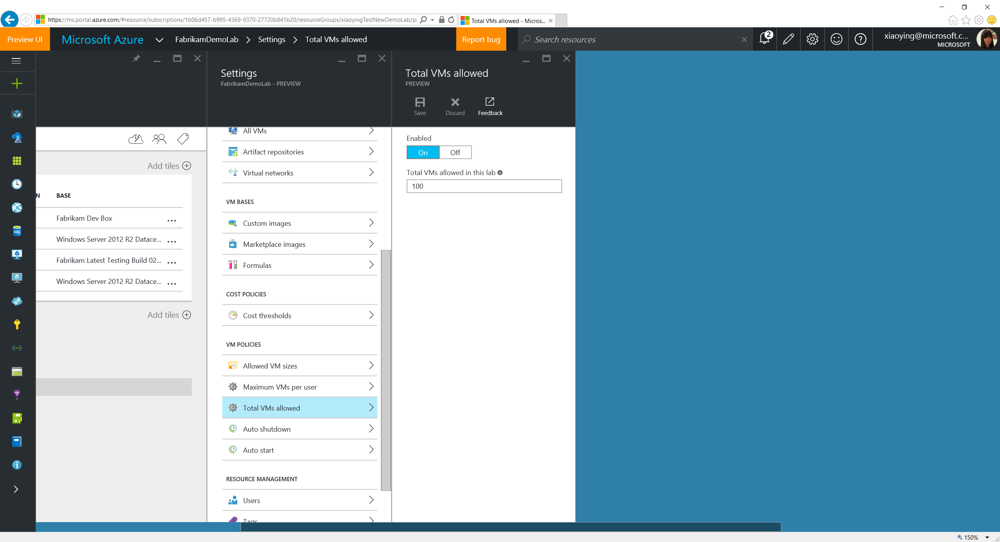 https://ms.portal.azure.com/#resource/subscriptions/1b06d457-b995-4369-9370-27720b841b20/resourceGroups/xiaoyingTestNewDemoLab/p
Total VMs allowed - Micros...
Preview UI
Microsoft Azure
FabrikamDemoLab
Settings
Total VMs allowed
Report bug
Search resources
2
xiaoying@microsoft.c...
MICROSOFT
Add tiles
N
BASE
Fabrikam Dev Box
Windows Server 2012 R2 Datace...
Fabrikam Latest Testing Build 02...
Windows Server 2012 R2 Datace...
Add tiles
SQL
Settings
FabrikamDemoLab - PREVIEW
All VMs
Artifact repositories
Virtual networks
VM BASES
Custom images
Marketplace images
Formulas
COST POLICIES
Cost thresholds
VM POLICIES
Allowed VM sizes
Maximum VMs per user
Total VMs allowed
Auto shutdown
Auto start
RESOURCE MANAGEMENT
Users
Tags
Total VMs allowed
PREVIEW
Save
Discard
Feedback
Enabled
On
Off
Total VMs allowed in this lab
100
150%